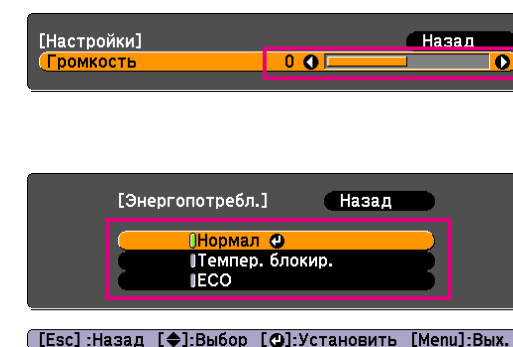 [Настройки] Назад
Громкость 0
[Энергопотребл.] Назад
Нормал
Темпер. блокир.
ECO
[Esc] :Назад [◆]:Выбор [↵]:Установить [Menu]:Вых.